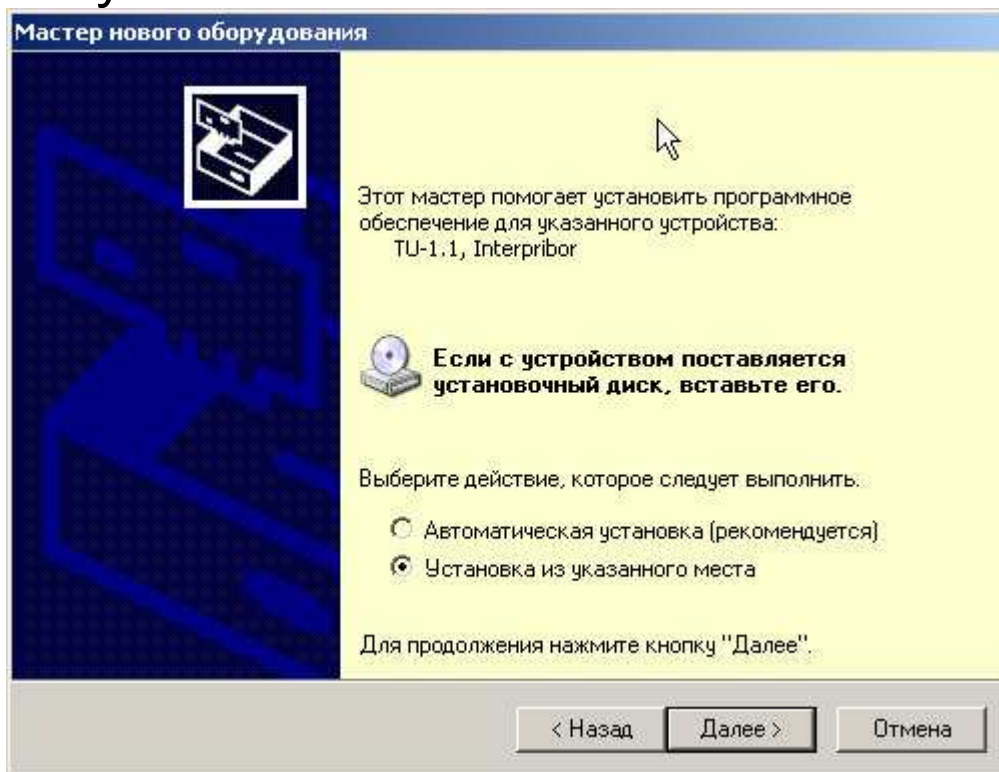 Мастер нового оборудования
Этот мастер помогает установить программное
обеспечение для указанного устройства:
TU-1.1, Interpribor
Если с устройством поставляется
установочный диск, вставьте его.
Выберите действие, которое следует выполнить.
Автоматическая установка (рекомендуется)
Установка из указанного места
Для продолжения нажмите кнопку "Далее".
< Назад
Далее >
Отмена